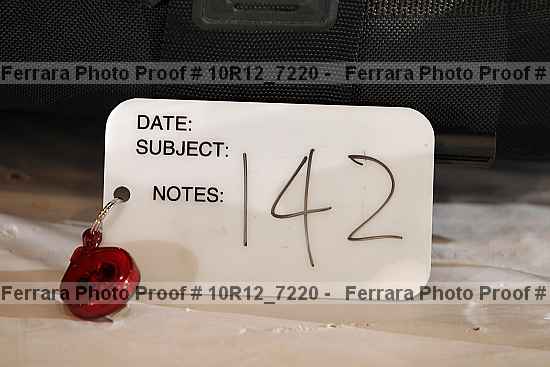 Ferrara Photo Proof # 10R12_7220 - Ferrara Photo Proof #
DATE:
SUBJECT:
NOTES:
142
Ferrara Photo Proof # 10R12_7220 - Ferrara Photo Proof #